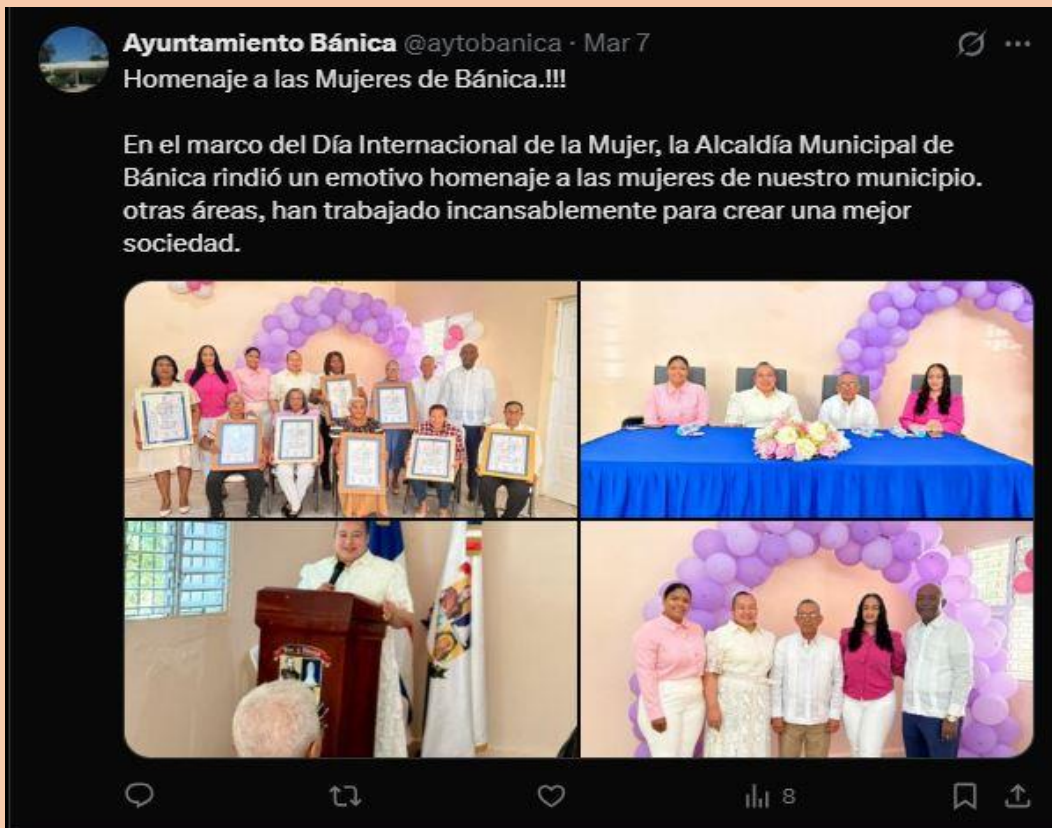 Ayuntamiento Bánica @aytobanica · Mar 7
Homenaje a las Mujeres de Bánica.!!!
En el marco del Día Internacional de la Mujer, la Alcaldía Municipal de
Bánica rindió un emotivo homenaje a las mujeres de nuestro municipio.
otras áreas, han trabajado incansablemente para crear una mejor
sociedad.
8